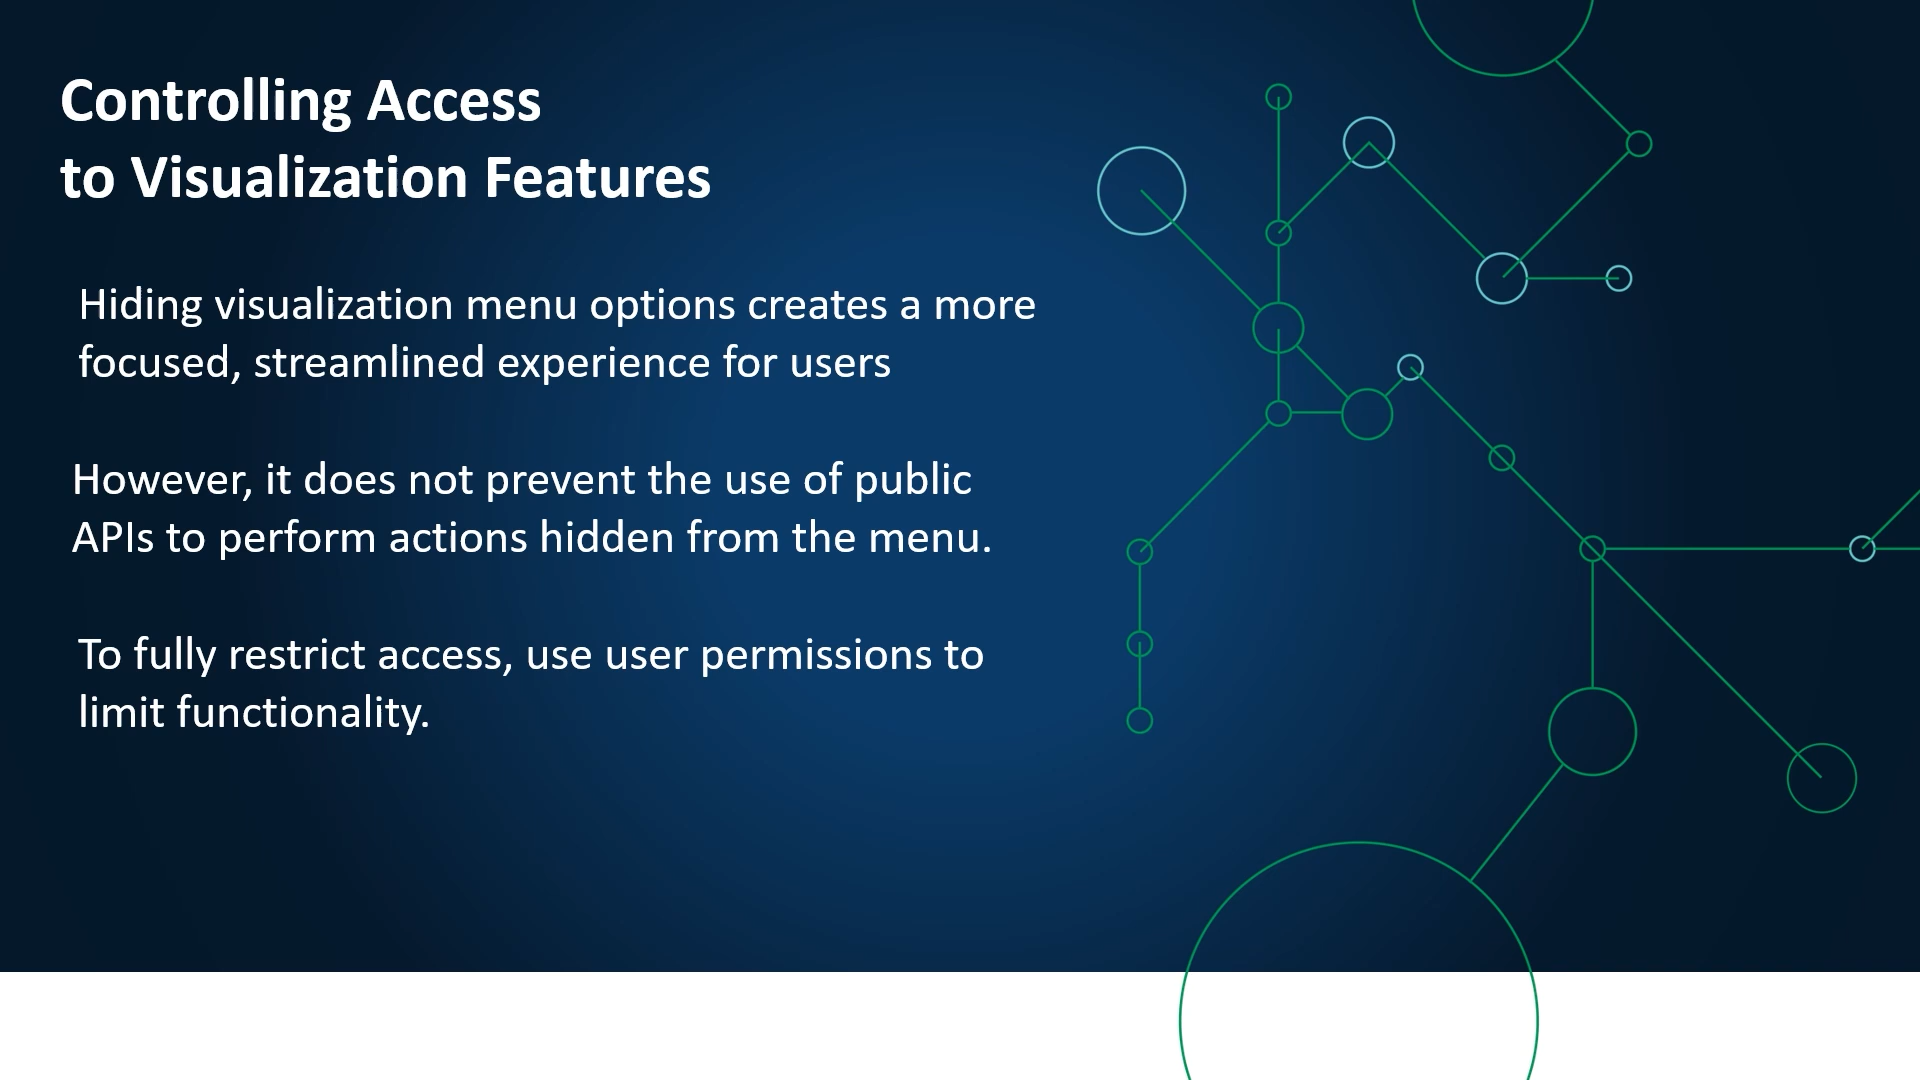 Controlling Access
to Visualization Features
Hiding visualization menu options creates a more
focused, streamlined experience for users
However, it does not prevent the use of public
APIs to perform actions hidden from the menu.
To fully restrict access, use user permissions to
limit functionality.